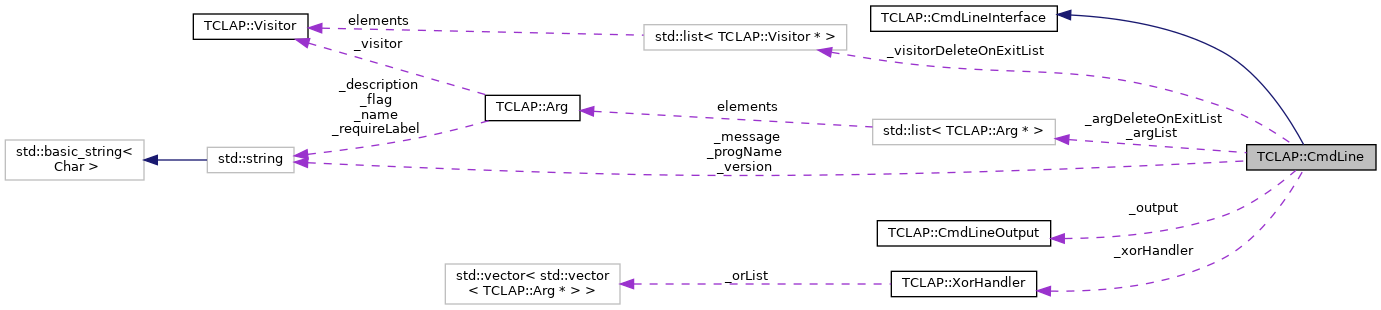 TCLAP::Visitor
elements
std::list< TCLAP::Visitor * >
TCLAP::CmdLineInterface
_visitor
_visitorDeleteOnExitList
_description
_flag
_name
_requireLabel
TCLAP::Arg
elements
std::list< TCLAP::Arg * >
_argDeleteOnExitList
_argList
TCLAP::CmdLine
std::basic_string<
Char >
std::string
_message
_progName
_version
_output
TCLAP::CmdLineOutput
_xorHandler
std::vector< std::vector
< TCLAP::Arg * > >
_orList
TCLAP::XorHandler